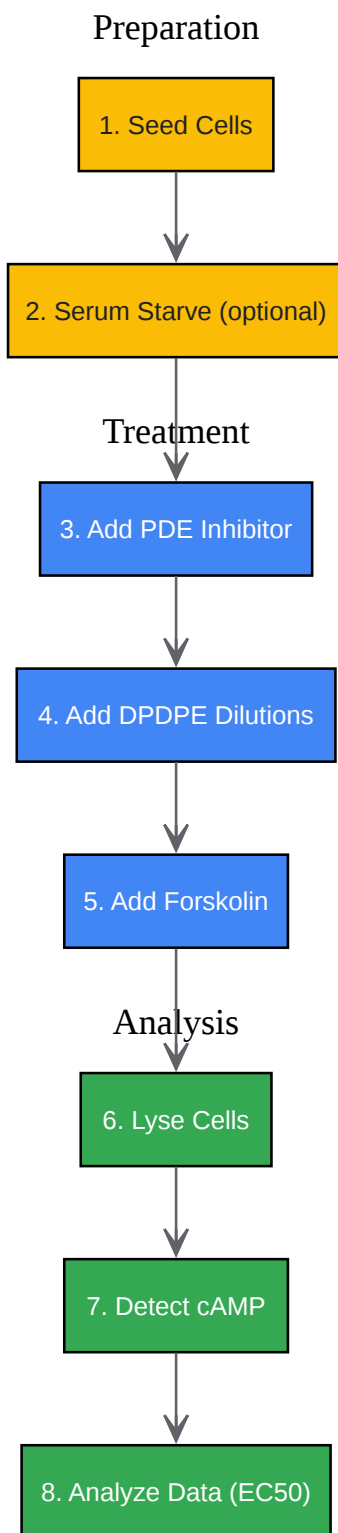 Preparation
1. Seed Cells
2. Serum Starve (optional)
Treatment
3. Add PDE Inhibitor
4. Add DPDPE Dilutions
5. Add Forskolin
Analysis
6. Lyse Cells
7. Detect cAMP
8. Analyze Data (EC50)